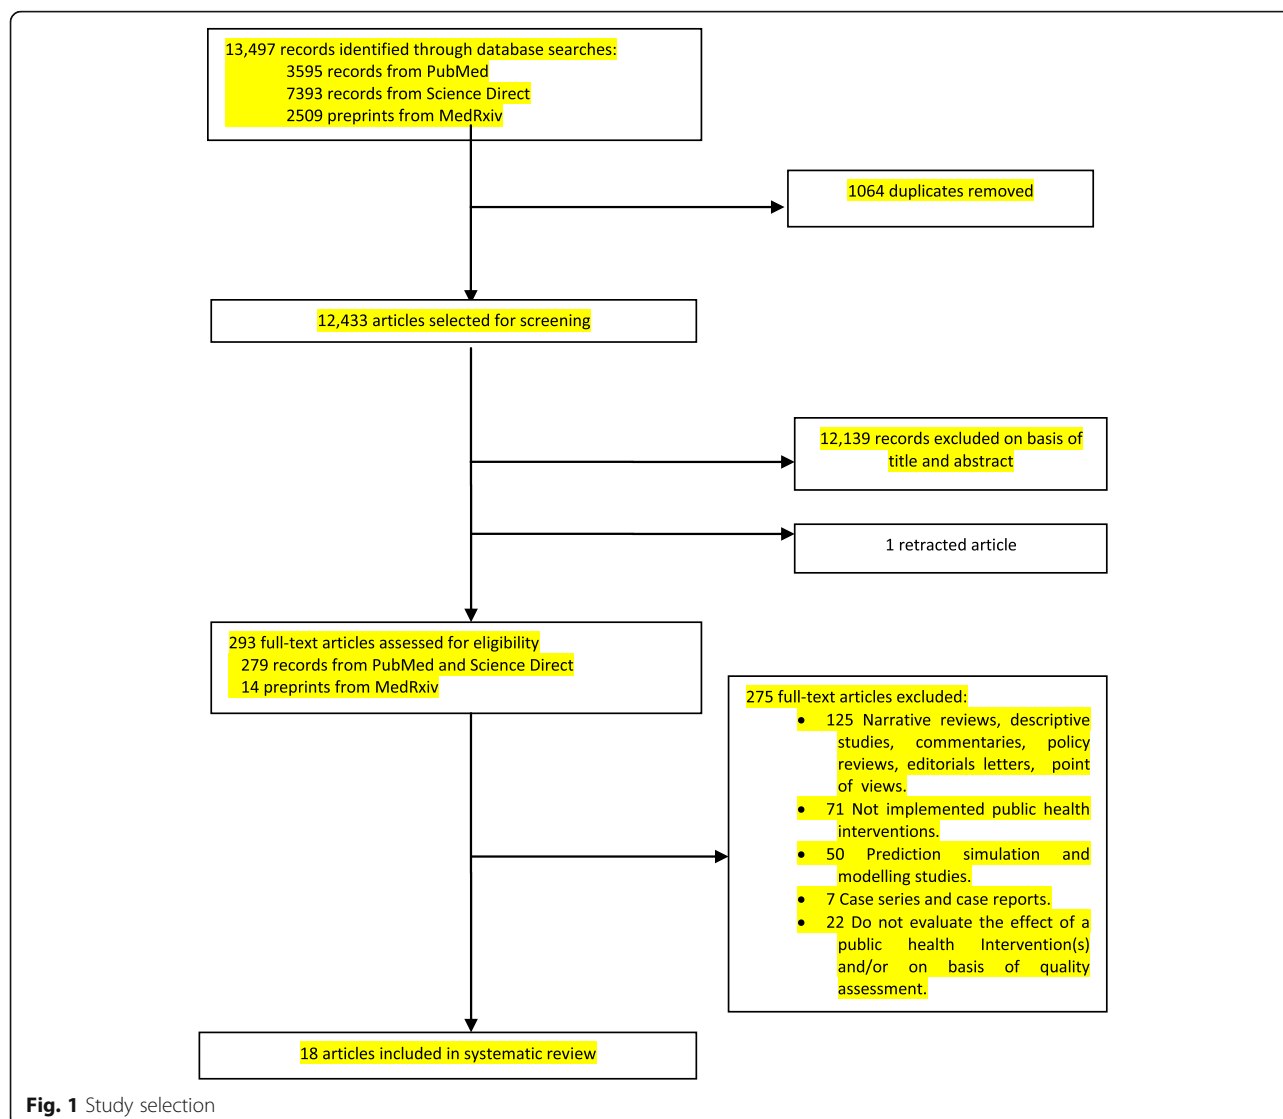 13,497 records identified through database searches:
3595 records from PubMed
7393 records from Science Direct
2509 preprints from MedRxiv
1064 duplicates removed
12,433 articles selected for screening
12,139 records excluded on basis of
title and abstract
1 retracted article
293 full-text articles assessed for eligibility
279 records from PubMed and Science Direct
14 preprints from MedRxiv
275 full-text articles excluded:
• 125 Narrative reviews, descriptive
studies, commentaries, policy
reviews, editorials letters, point
of views.
• 71 Not implemented public health
interventions.
• 50 Prediction simulation and
modelling studies.
• 7 Case series and case reports.
• 22 Do not evaluate the effect of a
public health Intervention(s)
and/or on basis of quality
assessment.
18 articles included in systematic review
Fig. 1 Study selection